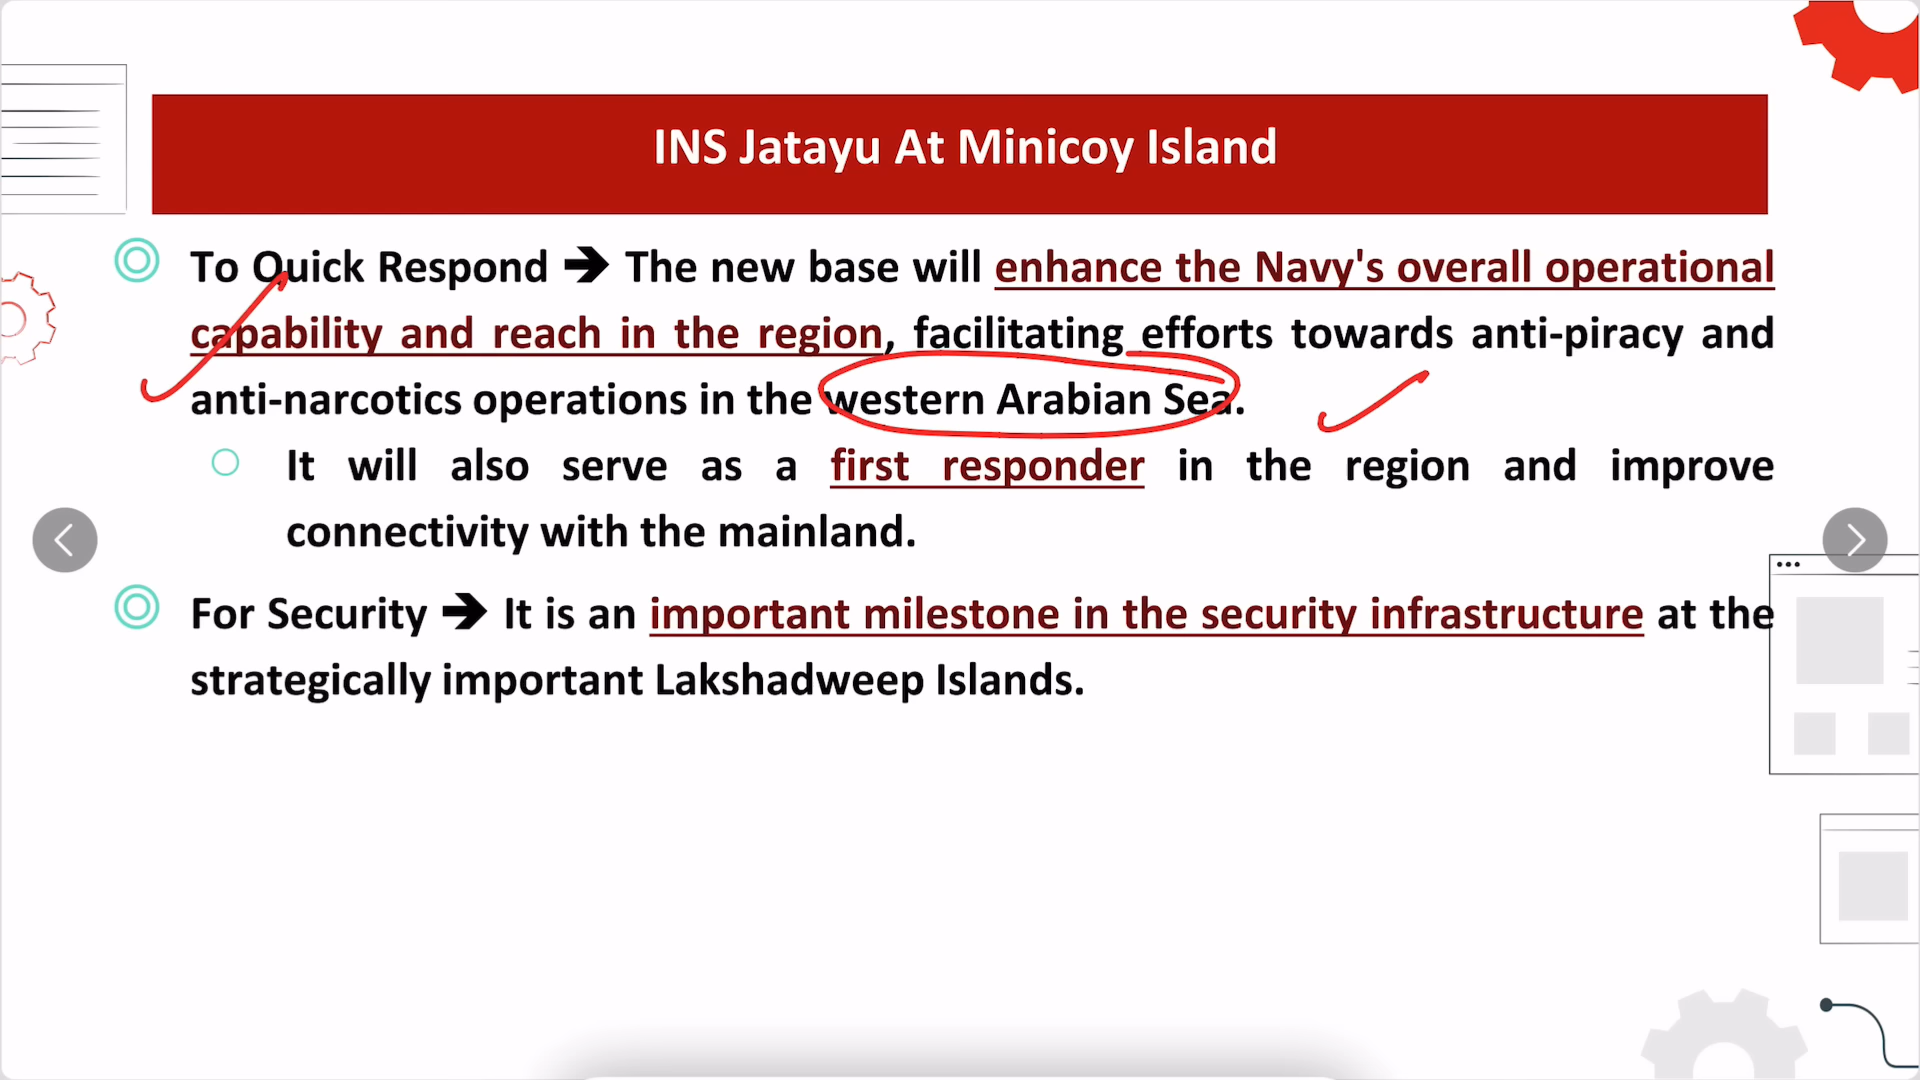 INS Jatayu At Minicoy Island
To Quick Respond 🡺 The new base will enhance the Navy's overall operational
capability and reach in the region, facilitating efforts towards anti-piracy and
anti-narcotics operations in the western Arabian Sea.
It will also serve as a first responder in the region and improve
connectivity with the mainland.
For Security 🡺 It is an important milestone in the security infrastructure at the
strategically important Lakshadweep Islands.